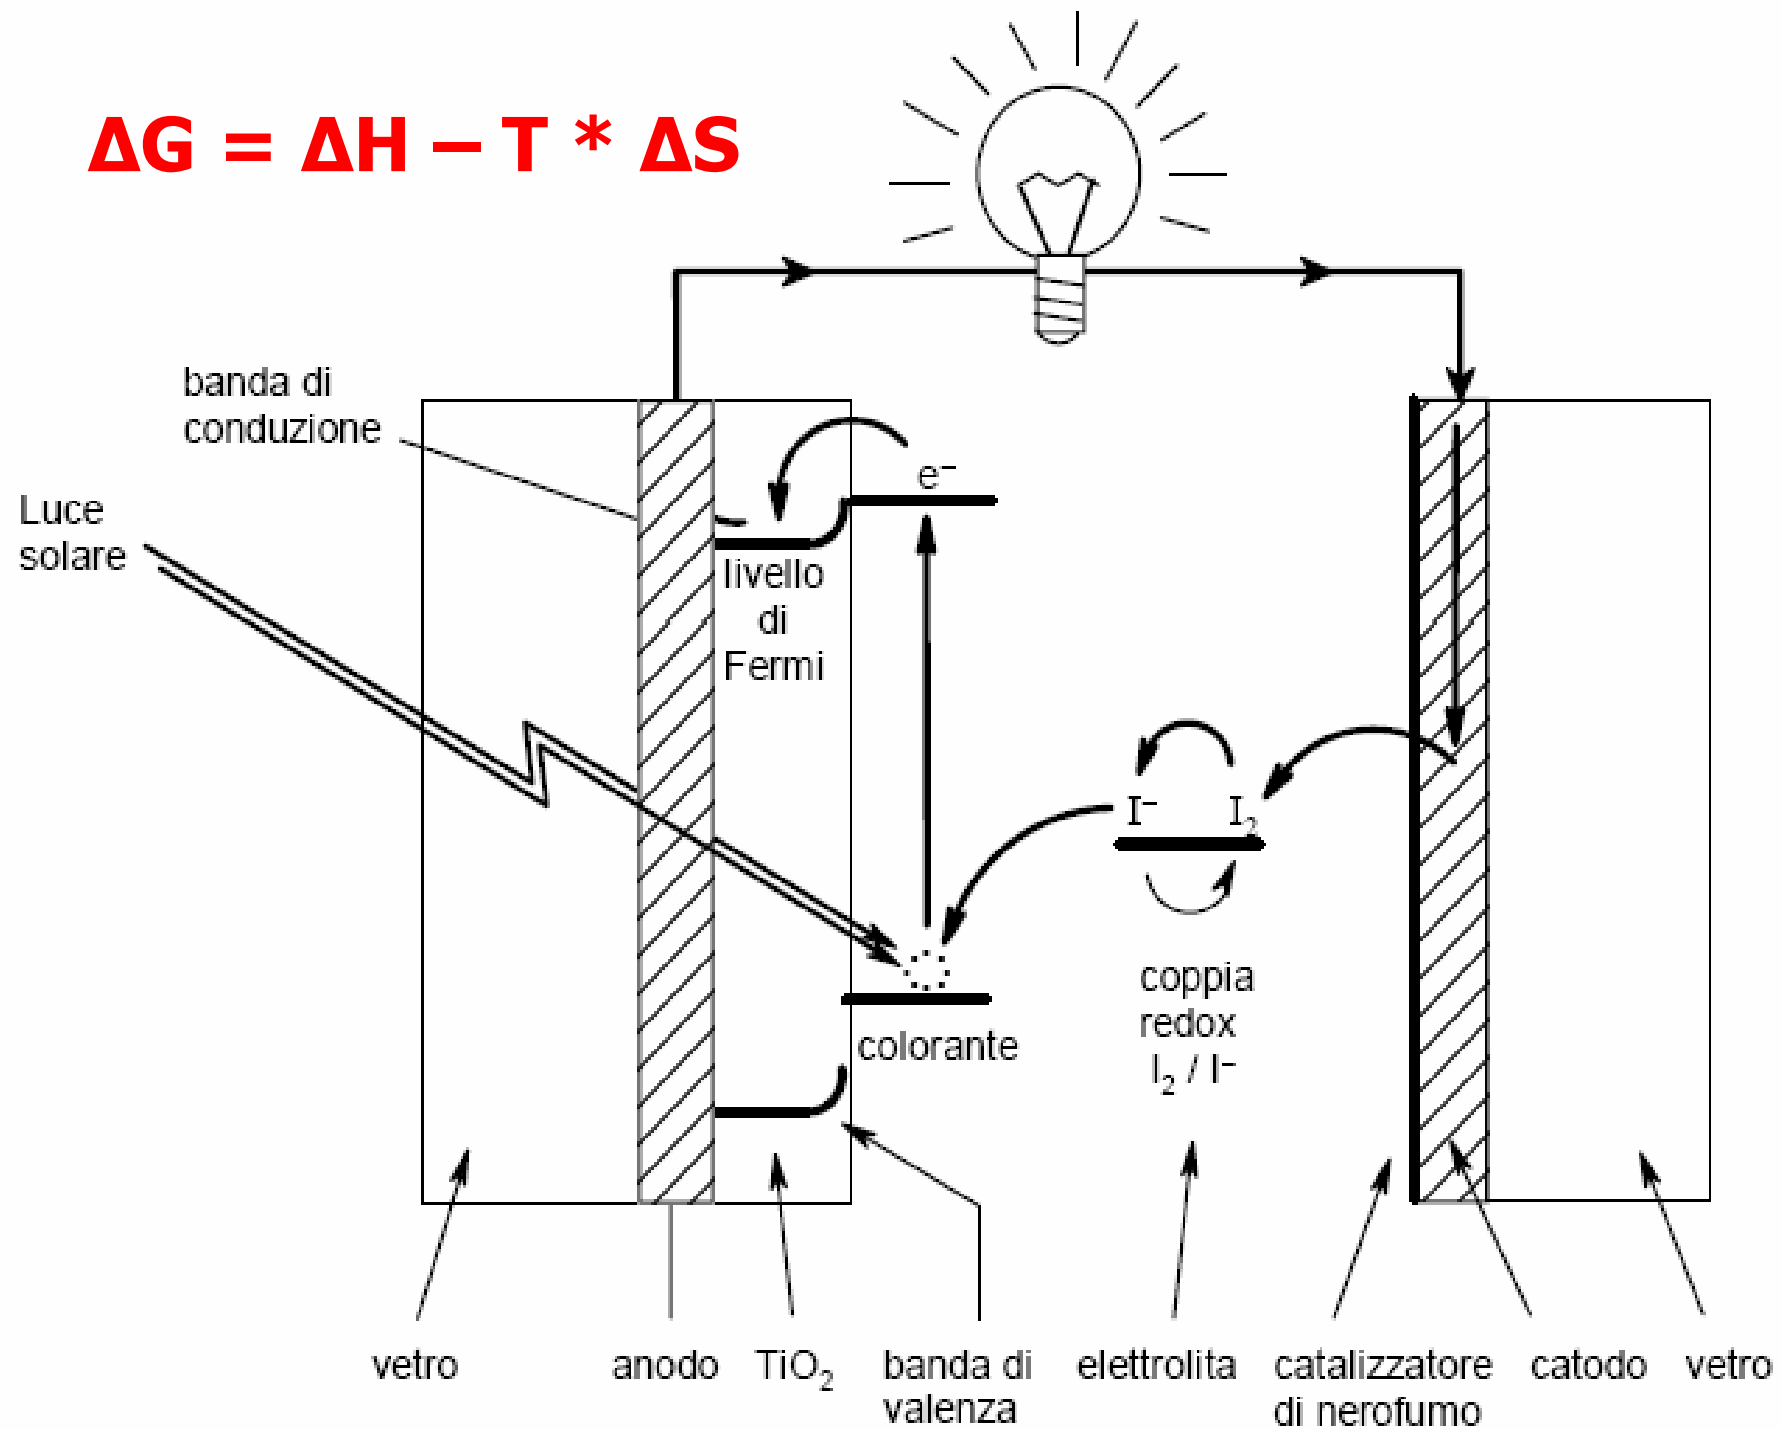 ΔG = ΔH – T * ΔS
banda di
conduzione
Luce
solare
e⁻
livello
di
Fermi
I⁻ I₂
coppia
redox
I₂ / I⁻
colorante
vetro
anodo
TiO₂
banda di
valenza
elettrolita
catalizzatore
di nerofumo
catodo
vetro